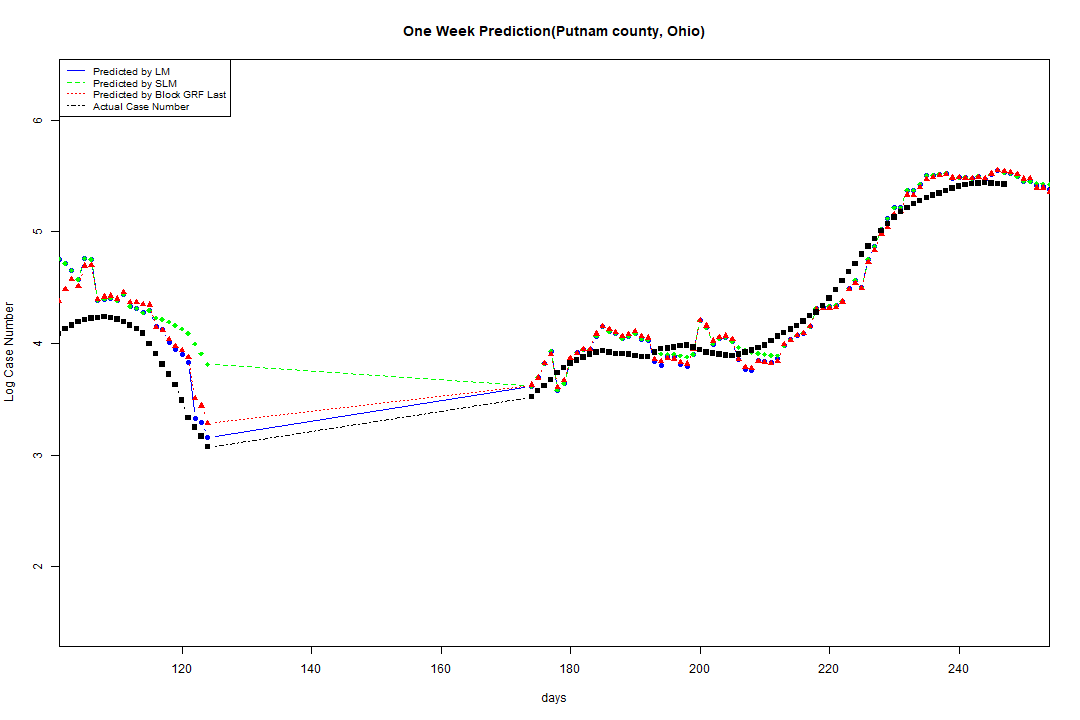 One Week Prediction(Putnam county, Ohio)
Predicted by LM
Predicted by SLM
Predicted by Block GRF Last
Actual Case Number
6
5
4
3
2
Log Case Number
120 140 160 180 200 220 240
days